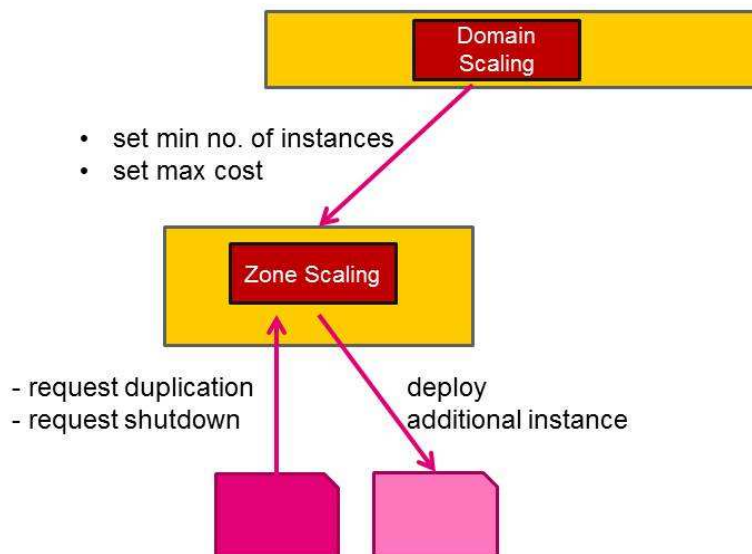 Domain
Scaling
• set min no. of instances
• set max cost
Zone Scaling
- request duplication
- request shutdown
deploy
additional instance